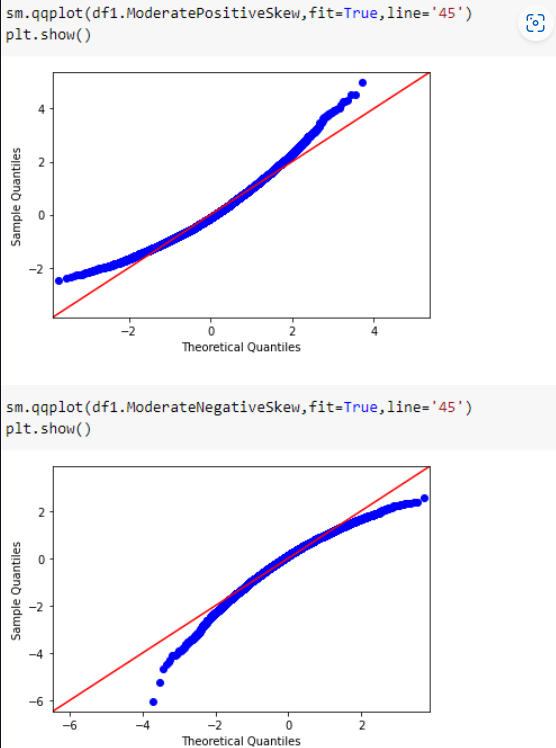 sm.qqplot(df1.ModeratePositiveSkew,fit=True,line='45')
plt.show()
4
2
0
−2
Sample Quantiles
−2 0 2 4
Theoretical Quantiles
sm.qqplot(df1.ModerateNegativeSkew,fit=True,line='45')
plt.show()
2
0
−2
−4
−6
Sample Quantiles
−6 −4 −2 0 2
Theoretical Quantiles